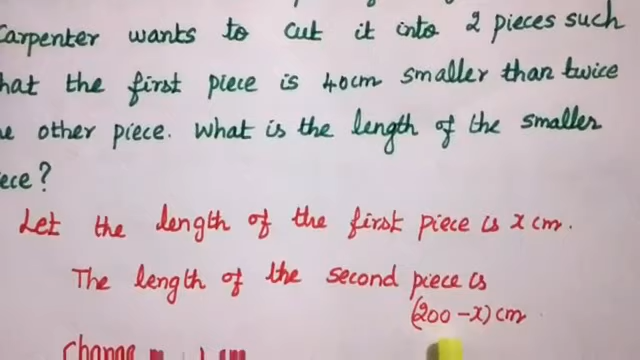 Carpenter wants to cut it into 2 pieces such
that the first piece is 40cm smaller than twice
the other piece. What is the length of the smaller
piece?
Let the length of the first piece is x cm.
The length of the second piece is
(200-x) cm
Change m cm